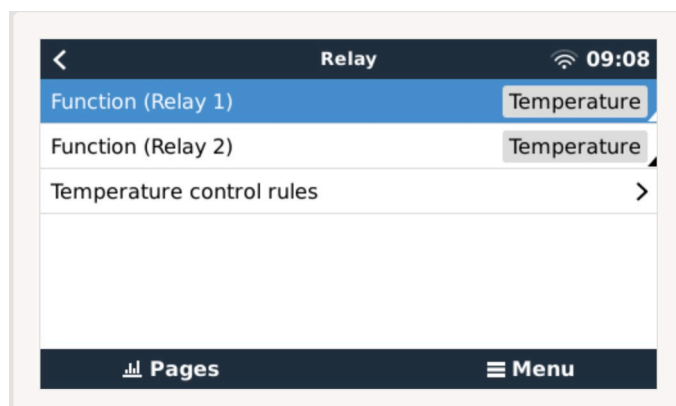 Relay 09:08
Function (Relay 1) Temperature
Function (Relay 2) Temperature
Temperature control rules
Pages Menu